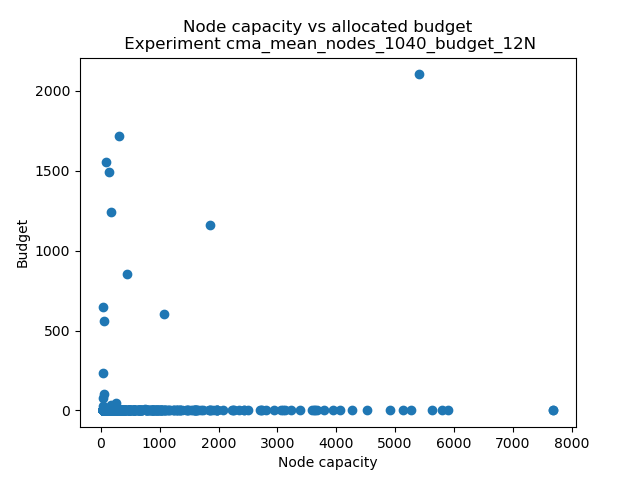 Node capacity vs allocated budget
Experiment cma_mean_nodes_1040_budget_12N
2000
1500
1000
500
0
Budget
0 1000 2000 3000 4000 5000 6000 7000 8000
Node capacity